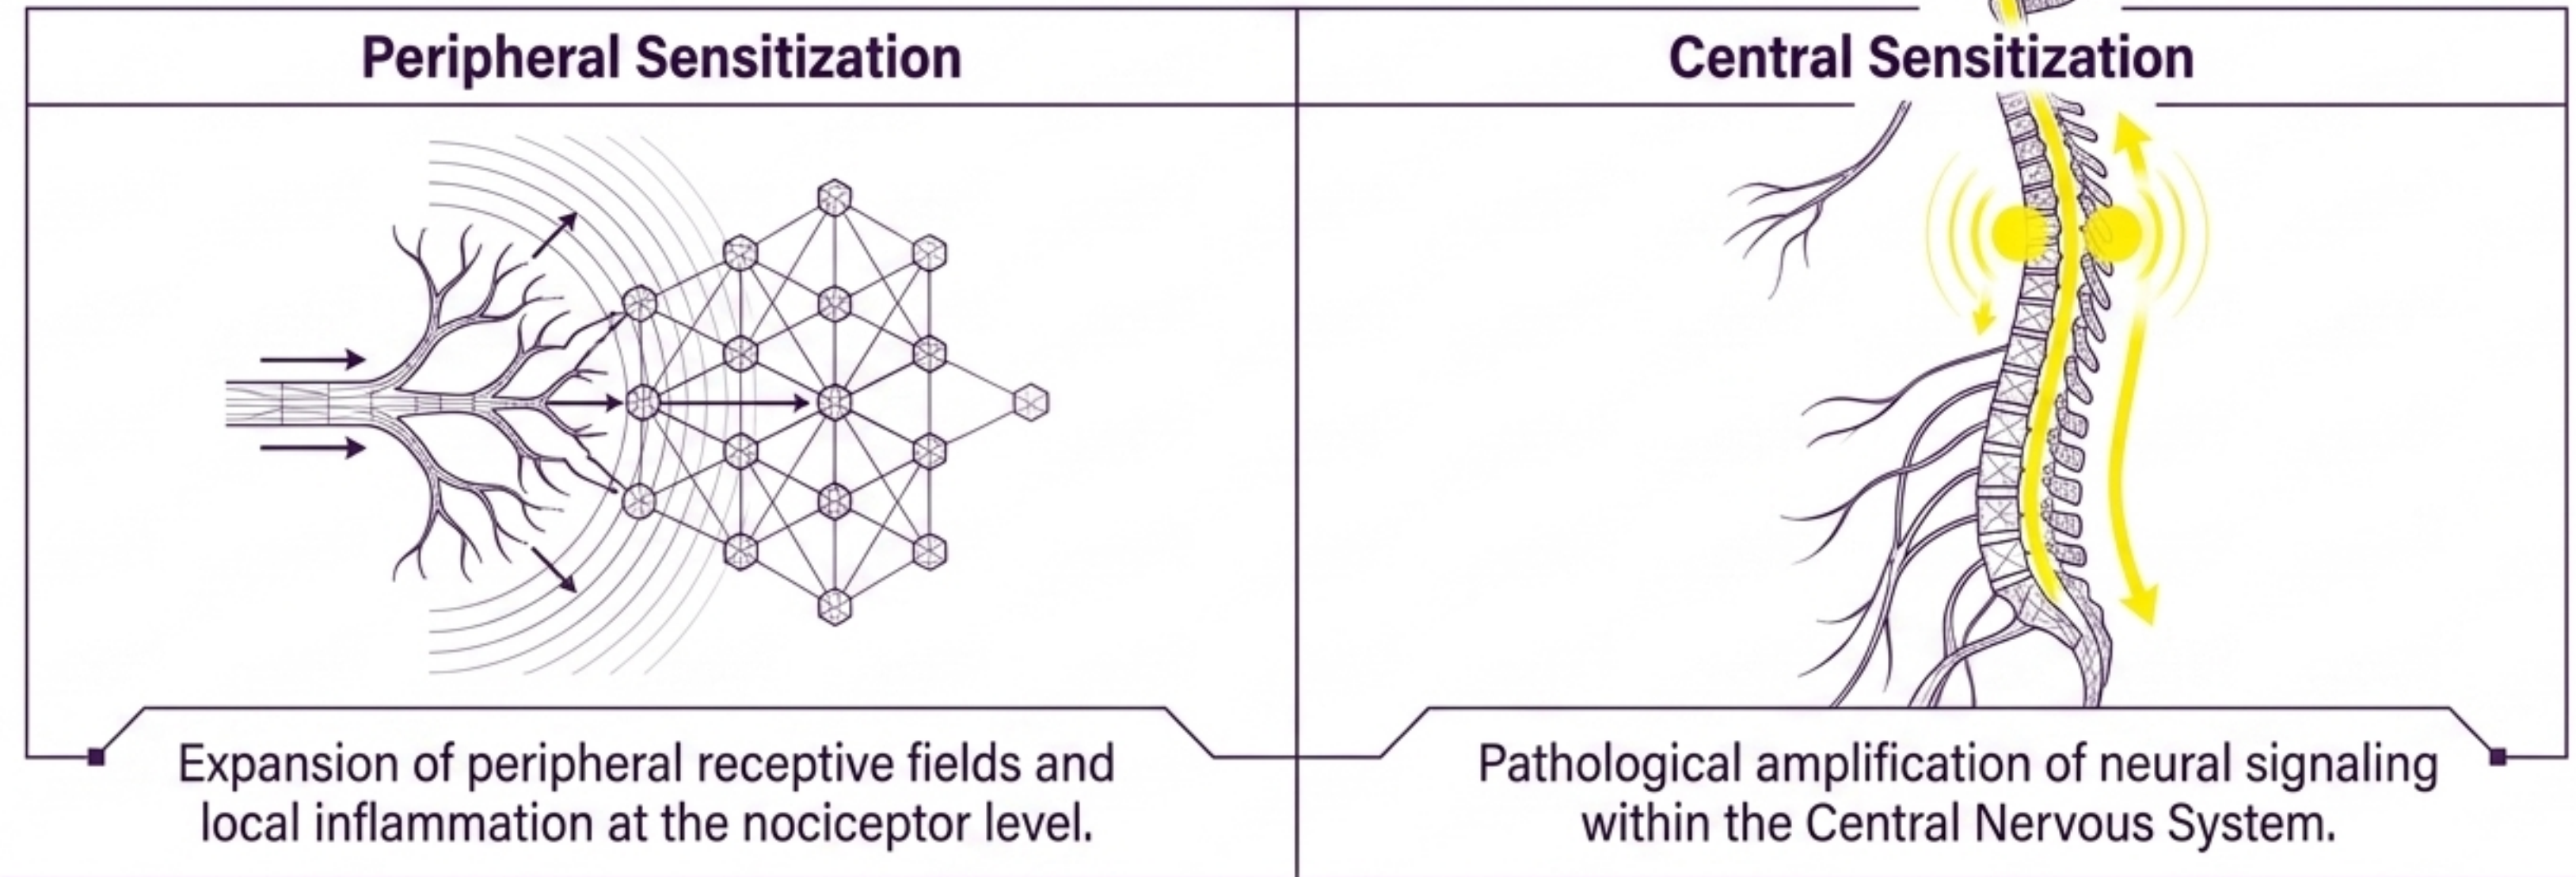 Peripheral Sensitization
Expansion of peripheral receptive fields and
local inflammation at the nociceptor level.
Central Sensitization
Pathological amplification of neural signaling
within the Central Nervous System.